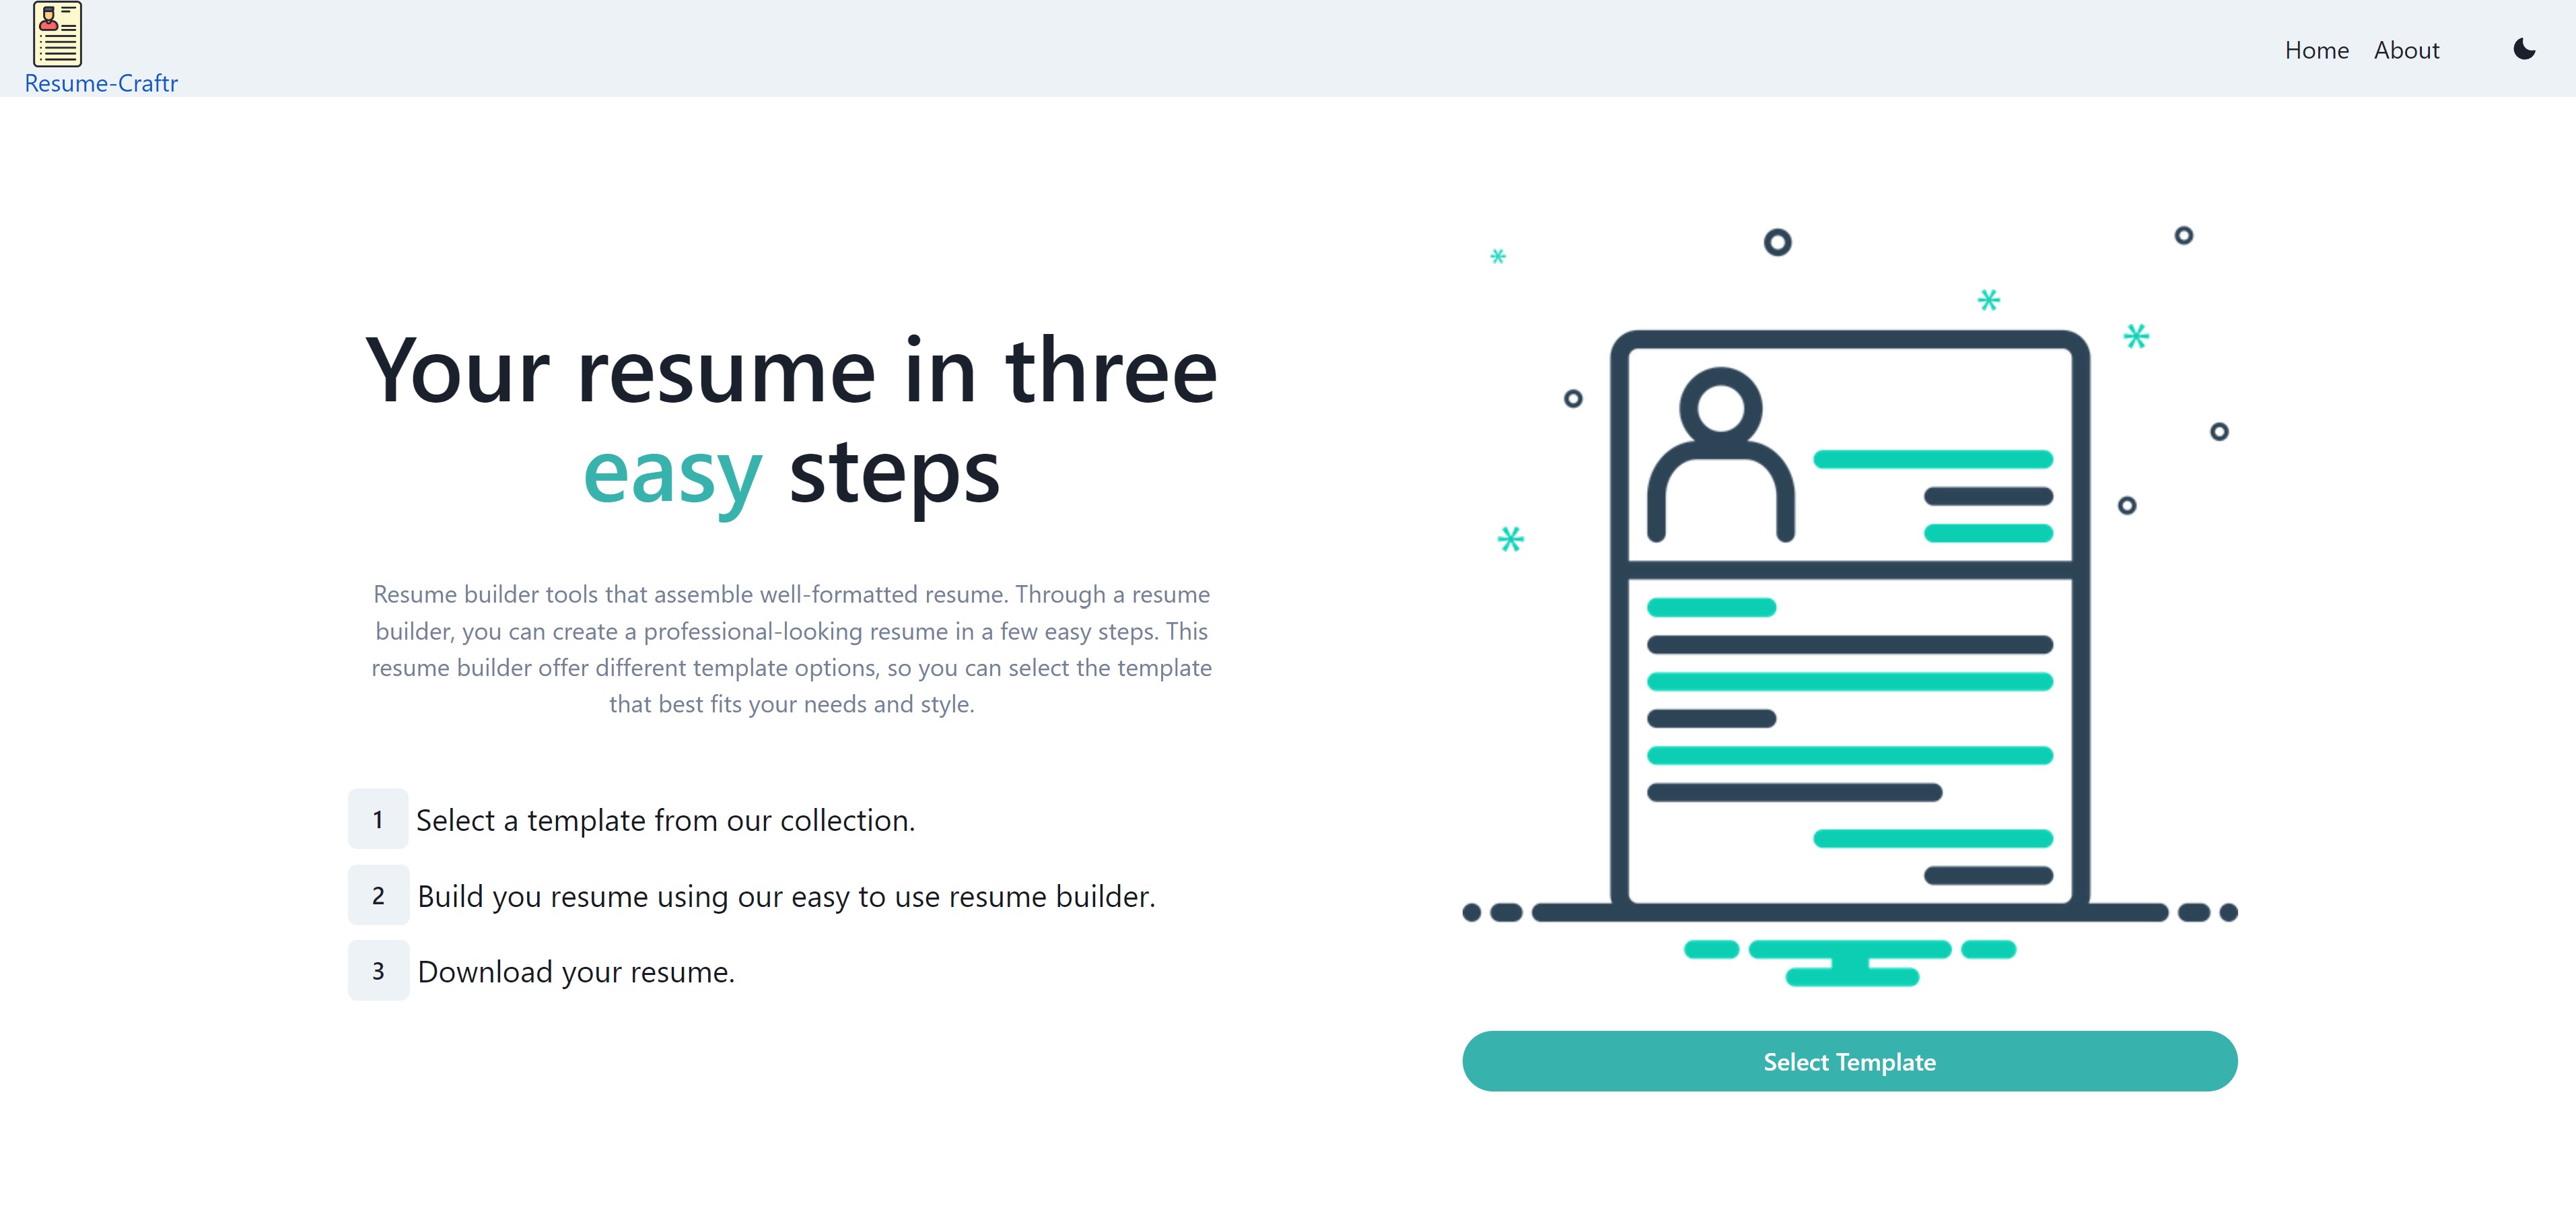 Resume-Craftr
Home About
Your resume in three
easy steps
Resume builder tools that assemble well-formatted resume. Through a resume
builder, you can create a professional-looking resume in a few easy steps. This
resume builder offer different template options, so you can select the template
that best fits your needs and style.
1 Select a template from our collection.
2 Build you resume using our easy to use resume builder.
3 Download your resume.
Select Template